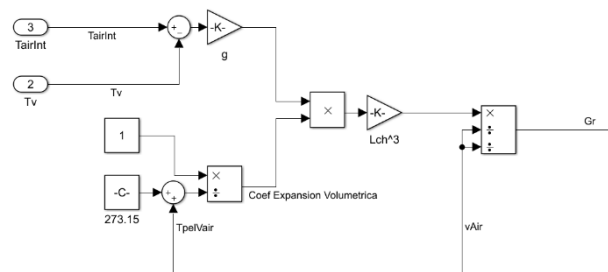 3
TairInt
TairInt
-K-
g
2
Tv
Tv
1
-K-
Lch^3
Gr
-C-
273.15
Coef Expansion Volumetrica
TpelVair
vAir